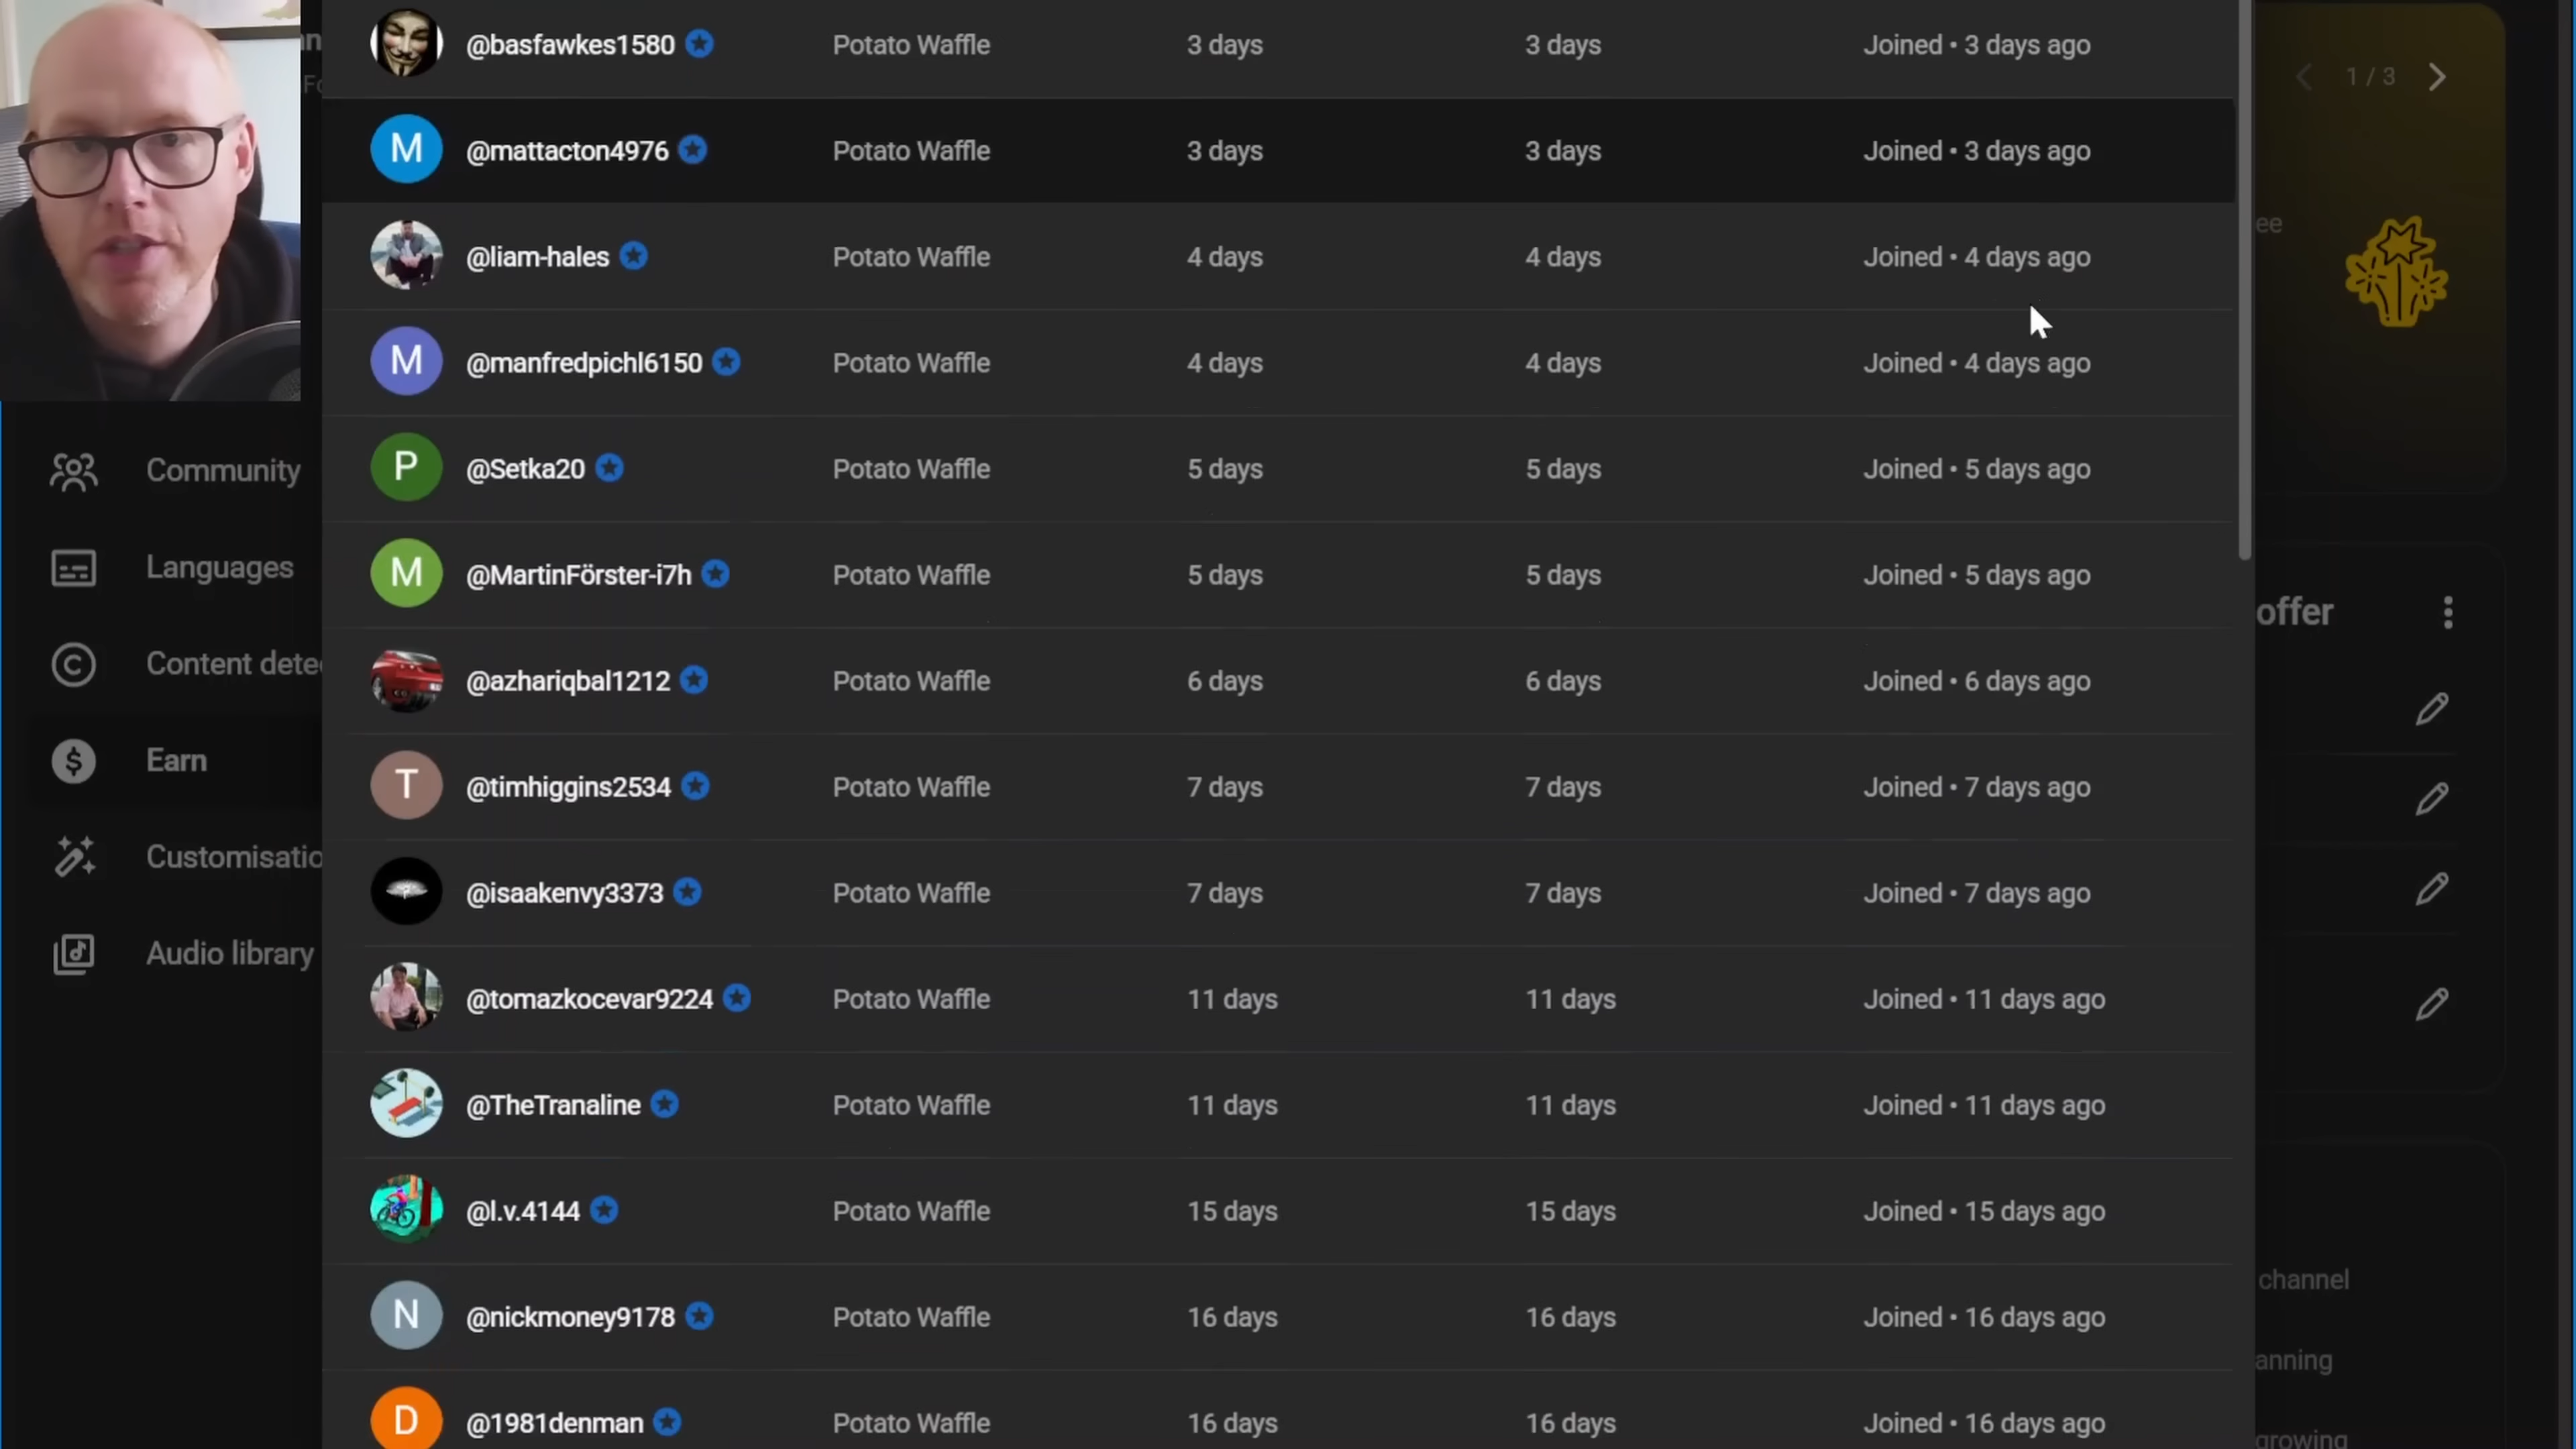 @basfawkes1580 Potato Waffle 3 days 3 days Joined • 3 days ago
1 / 3
M @mattacton4976 Potato Waffle 3 days 3 days Joined • 3 days ago
@liam-hales Potato Waffle 4 days 4 days Joined • 4 days ago
M @manfredpichl6150 Potato Waffle 4 days 4 days Joined • 4 days ago
Community
P @Setka20 Potato Waffle 5 days 5 days Joined • 5 days ago
Languages
M @MartinFörster-i7h Potato Waffle 5 days 5 days Joined • 5 days ago
offer
Content dete
@azhariqbal1212 Potato Waffle 6 days 6 days Joined • 6 days ago
Earn
T @timhiggins2534 Potato Waffle 7 days 7 days Joined • 7 days ago
Customisatio
@isaakenvy3373 Potato Waffle 7 days 7 days Joined • 7 days ago
Audio library
@tomazkocevar9224 Potato Waffle 11 days 11 days Joined • 11 days ago
@TheTranaline Potato Waffle 11 days 11 days Joined • 11 days ago
@l.v.4144 Potato Waffle 15 days 15 days Joined • 15 days ago
channel
N @nickmoney9178 Potato Waffle 16 days 16 days Joined • 16 days ago
anning
D @1981denman Potato Waffle 16 days 16 days Joined • 16 days ago
growing